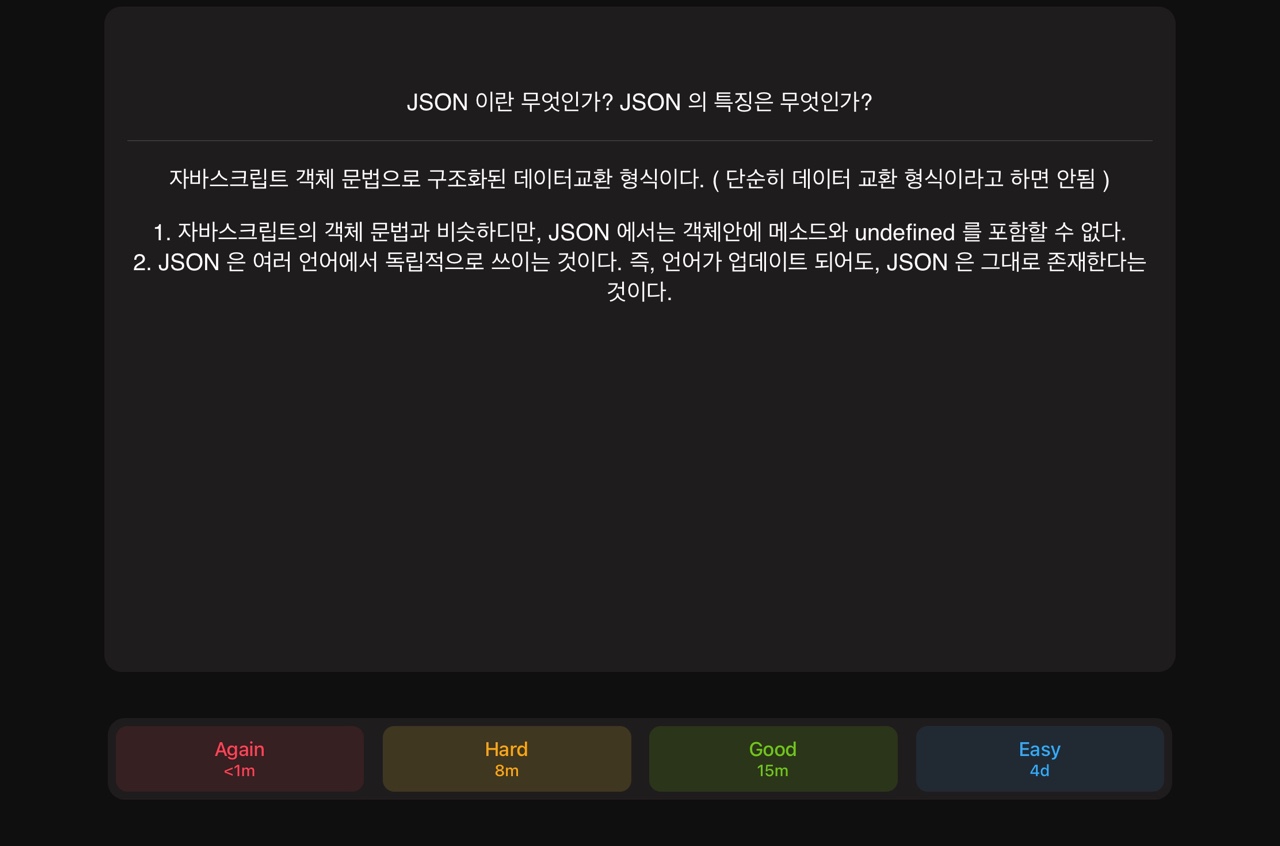 JSON 이란 무엇인가? JSON 의 특징은 무엇인가?
자바스크립트 객체 문법으로 구조화된 데이터교환 형식이다. ( 단순히 데이터 교환 형식이라고 하면 안됨 )
1. 자바스크립트의 객체 문법과 비슷하디만, JSON 에서는 객체안에 메소드와 undefined 를 포함할 수 없다.
2. JSON 은 여러 언어에서 독립적으로 쓰이는 것이다. 즉, 언어가 업데이트 되어도, JSON 은 그대로 존재한다는
것이다.
Again
<1m
Hard
8m
Good
15m
Easy
4d